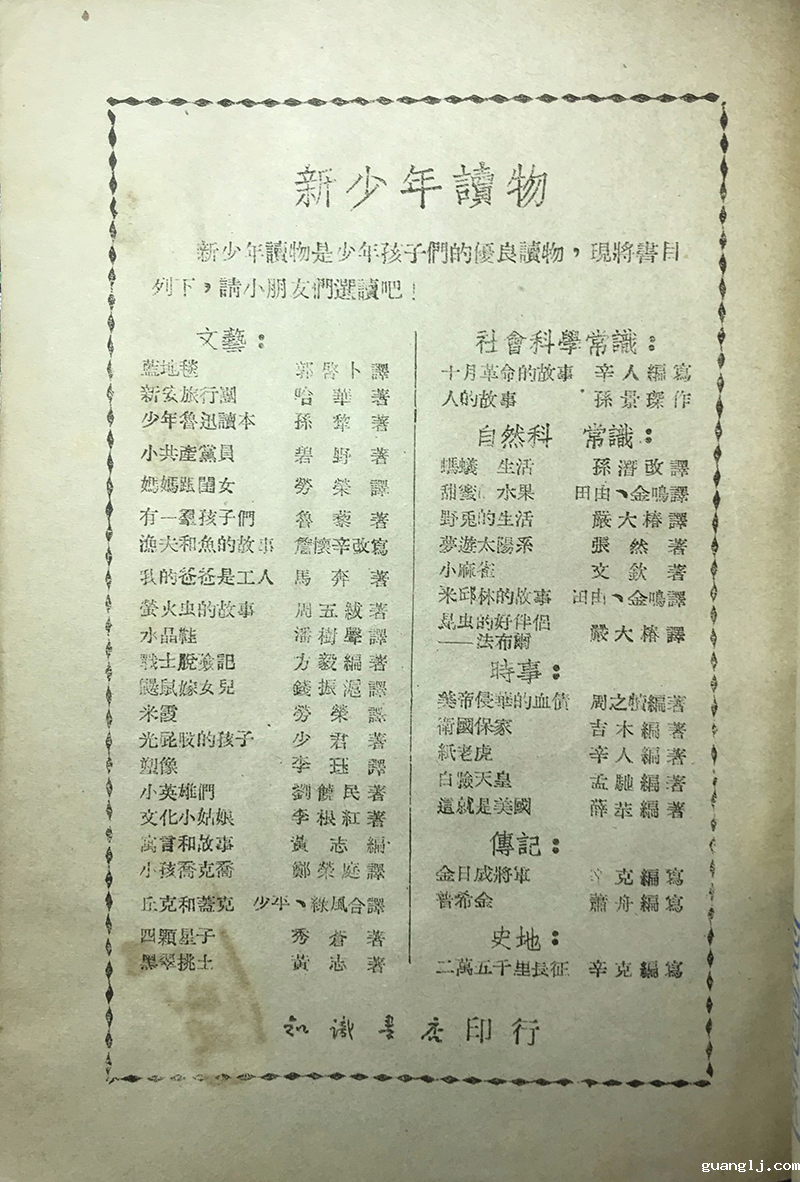 新少年讀物
新少年讀物是少年孩子們的優良讀物，現將書目
列下，請小朋友們選讀吧！
文藝：
藍地毯 郭啓卜譯
新安旅行團 哈華著
少年魯迅讀本 孫犂著
小共產黨員 碧野著
媽媽跟閨女 勞榮譯
有一羣孩子們 魯藜著
漁夫和魚的故事 詹懷辛改寫
我的爸爸是工人 馬奔著
螢火虫的故事 周五紱著
水晶鞋 潘樹聲譯
戰士脫險記 方毅編著
鼴鼠嫁女兒 錢振滬譯
米霞 勞榮譯
光屁股的孩子 少君著
塑像 李珏譯
小英雄們 劉饒民著
文化小姑娘 李根紅著
寓言和故事 黃志編
小孩喬克喬 鄭榮庭譯
丘克和蓋克 少平、綠風合譯
四顆星子 秀蒼著
黑翠挑土 黃志著
社會科學常識：
十月革命的故事 辛人編寫
人的故事 孫景琛作
自然科 常識：
螞蟻 生活 孫潛改譯
甜蜜 水果 田由、金鳴譯
野兎的生活 嚴大椿譯
夢遊太陽系 張然著
小麻雀 文欽著
米邱林的故事 田由、金鳴譯
昆虫的好伴侶
——法布爾 嚴大椿譯
時事：
美帝侵華的血債 周之愼編著
衛國保家 吉木編著
紙老虎 辛人編著
白臉天皇 孟馳編著
這就是美國 薛苯編著
傳記：
金日成將軍 辛克編寫
普希金 蕭舟編寫
史地：
二萬五千里長征 辛克編寫
知識書店印行
guanglj.com